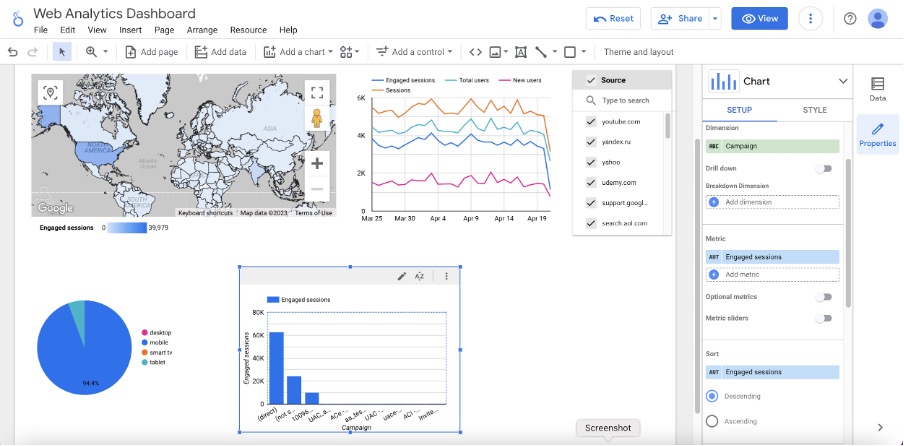 Web Analytics Dashboard
File Edit View Insert Page Arrange Resource Help
Reset Share View
Add page Add data Add a chart Add a control Theme and layout
NORTH AMERICA
Atlantic Ocean
ASIA
SOUTH AMERICA
Google
Keyboard shortcuts Map data ©2023 Terms of Use
Engaged sessions 0 39,979
Engaged sessions Total users New users
Sessions
6K
4K
2K
0
Mar 25 Mar 30 Apr 4 Apr 9 Apr 14 Apr 19
Source
Type to search
youtube.com
yandex.ru
yahoo
udemy.com
support.googl...
search.aol.com
94.4%
desktop
mobile
smart tv
tablet
Engaged sessions
80K
60K
40K
20K
0
Engaged sessions
(direct) (not s... 10096... UAC_a... ACe -... aa_tes... UAC -... uace-... ACI -... Invite...
Campaign
Screenshot
Chart
SETUP STYLE
Dimension
RBC Campaign
Drill down
Breakdown Dimension
Add dimension
Metric
AUT Engaged sessions
Add metric
Optional metrics
Metric sliders
Sort
AUT Engaged sessions
Descending
Ascending
Data
Properties